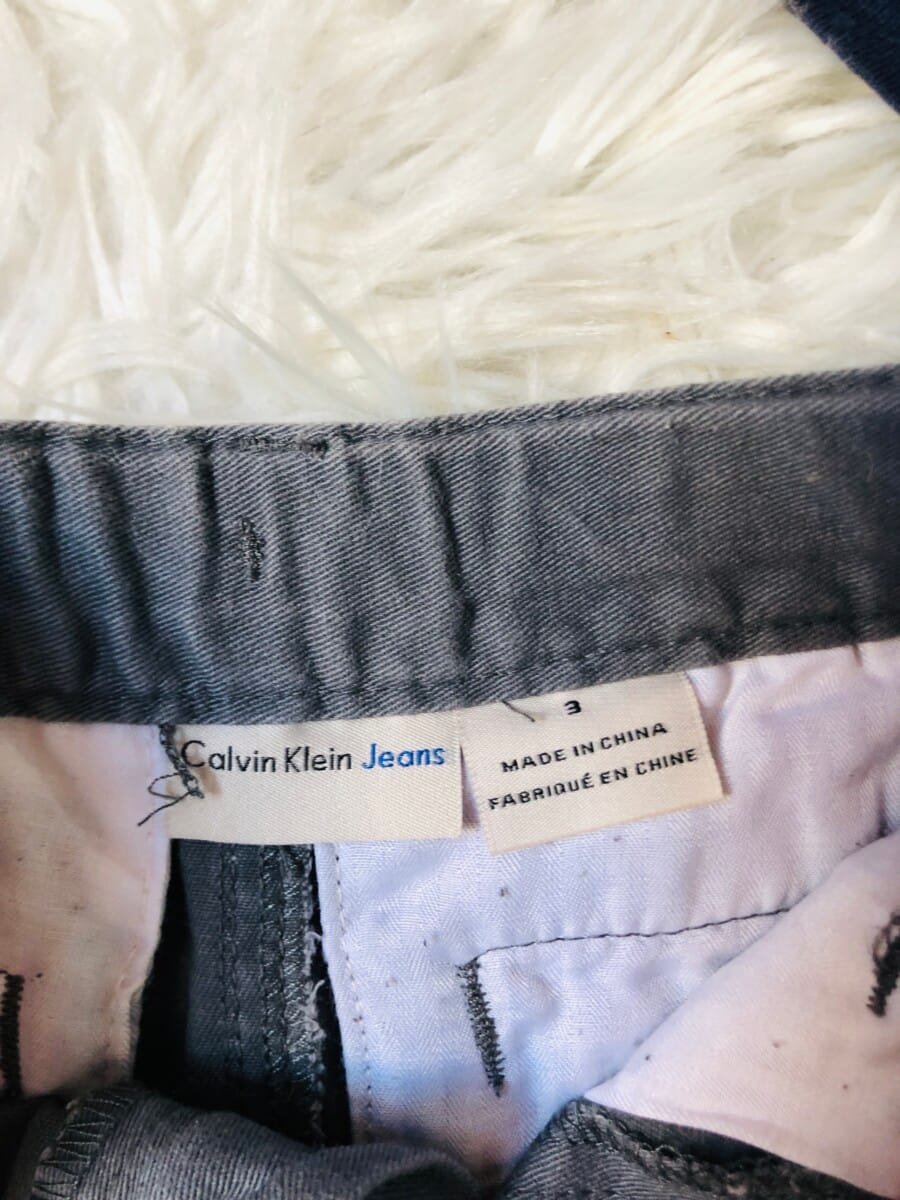 Calvin Klein Jeans
3
MADE IN CHINA
FABRIQUÉ EN CHINE